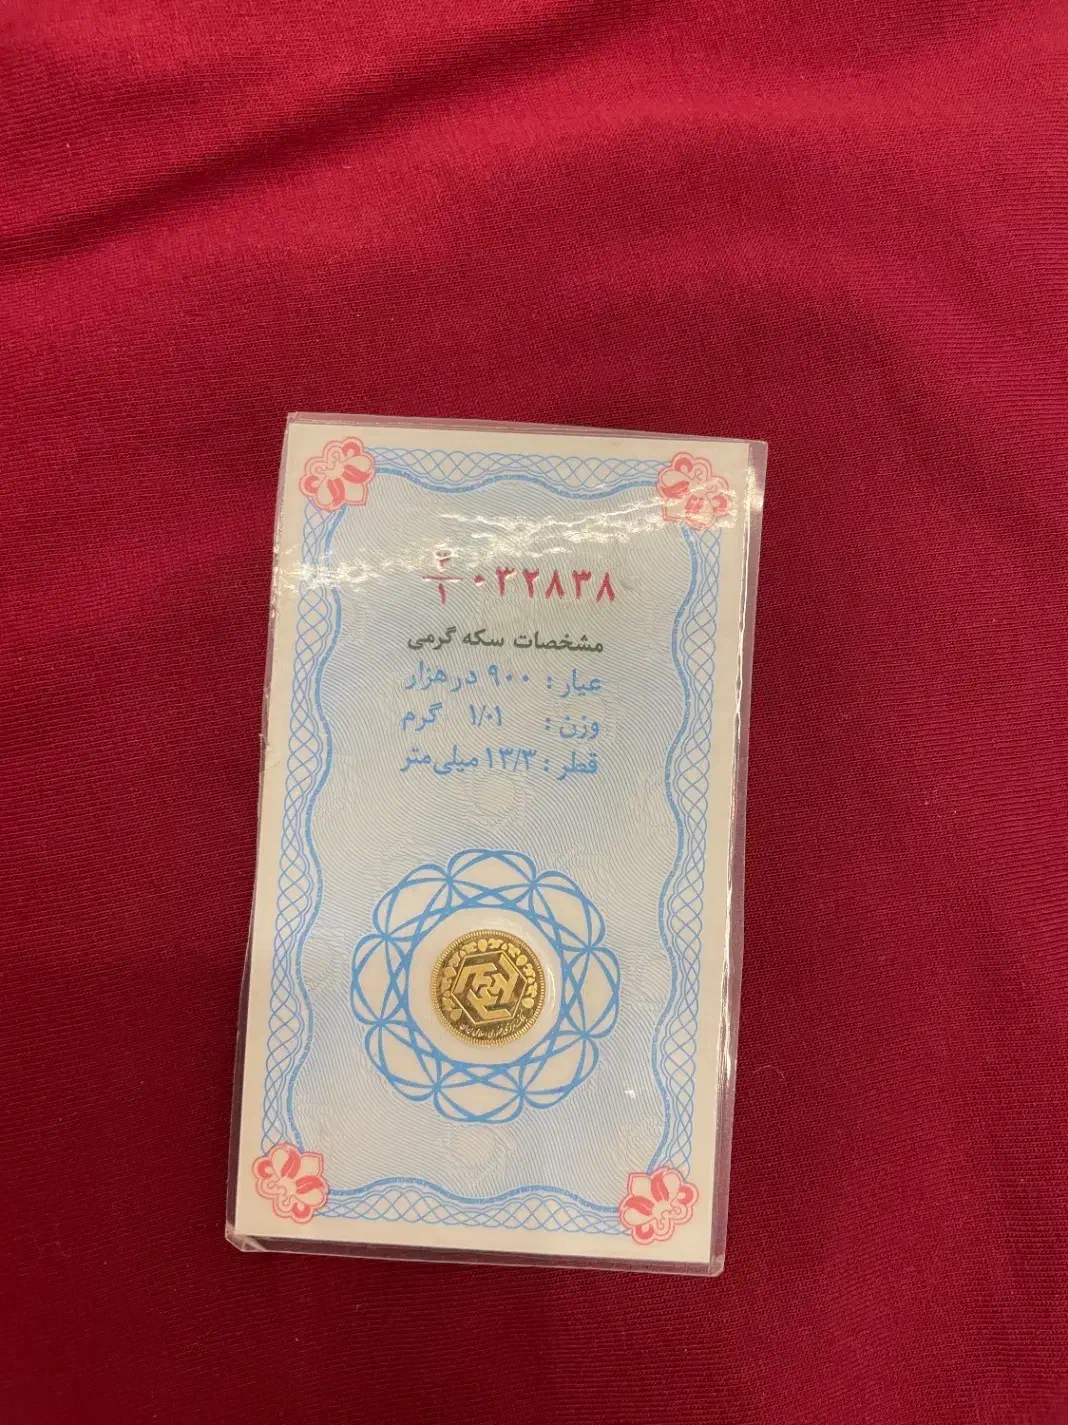 ۲/۱ ۰۳۲۸۳۸
مشخصات سکه گرمی
عیار : ۹۰۰ در هزار
وزن : ۱/۰۱ گرم
قطر : ۱۳/۳ میلی‌متر